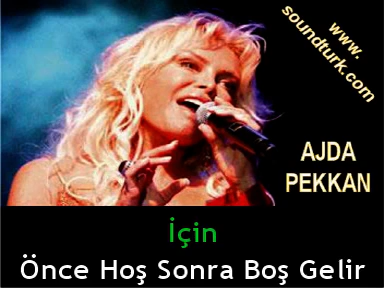 www.
soundturk.com
AJDA
PEKKAN
İçin
Önce Hoş Sonra Boş Gelir